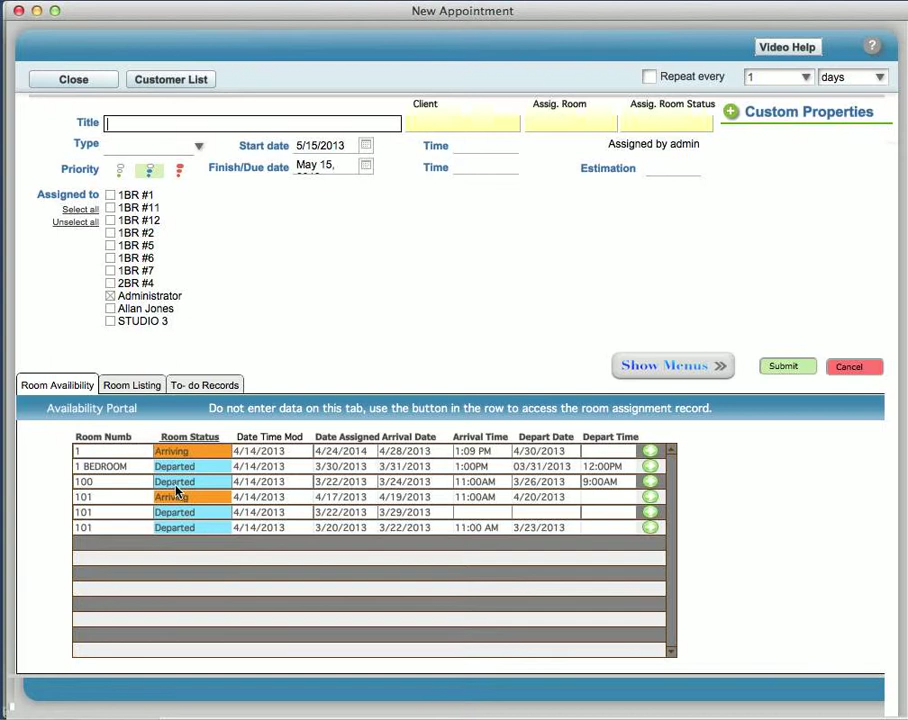 New Appointment
Video Help ?
Close Customer List Repeat every 1 days
Client Assig. Room Assig. Room Status Custom Properties
Title
Type Start date 5/15/2013 Time Assigned by admin
Priority Finish/Due date May 15, Time Estimation
Assigned to 1BR #1
Select all 1BR #11
Unselect all 1BR #12
1BR #2
1BR #5
1BR #6
1BR #7
2BR #4
Administrator
Allan Jones
STUDIO 3
Show Menus Submit Cancel
Room Availibility Room Listing To- do Records
Availability Portal Do not enter data on this tab, use the button in the row to access the room assignment record.
Room Numb Room Status Date Time Mod Date Assigned Arrival Date Arrival Time Depart Date Depart Time
1 Arriving 4/14/2013 4/24/2014 4/28/2013 1:09 PM 4/30/2013
1 BEDROOM Departed 4/14/2013 3/30/2013 3/31/2013 1:00PM 03/31/2013 12:00PM
100 Departed 4/14/2013 3/22/2013 3/24/2013 11:00AM 3/26/2013 9:00AM
101 Arriving 4/14/2013 4/17/2013 4/19/2013 11:00AM 4/20/2013
101 Departed 4/14/2013 3/22/2013 3/29/2013
101 Departed 4/14/2013 3/20/2013 3/22/2013 11:00 AM 3/23/2013